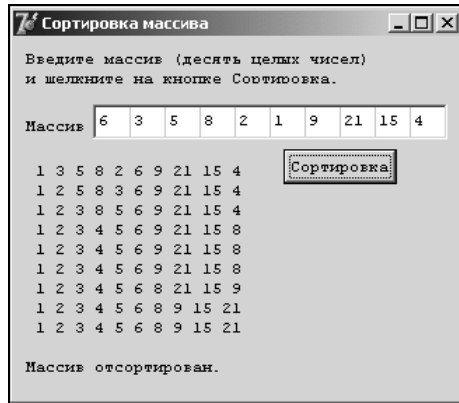 Сортировка массива
Введите массив (десять целых чисел)
и щелкните на кнопке Сортировка.
Массив 6 3 5 8 2 1 9 21 15 4
Сортировка
1 3 5 8 2 6 9 21 15 4
1 2 5 8 3 6 9 21 15 4
1 2 3 8 5 6 9 21 15 4
1 2 3 4 5 6 9 21 15 8
1 2 3 4 5 6 9 21 15 8
1 2 3 4 5 6 9 21 15 8
1 2 3 4 5 6 8 21 15 9
1 2 3 4 5 6 8 9 15 21
1 2 3 4 5 6 8 9 15 21
Массив отсортирован.